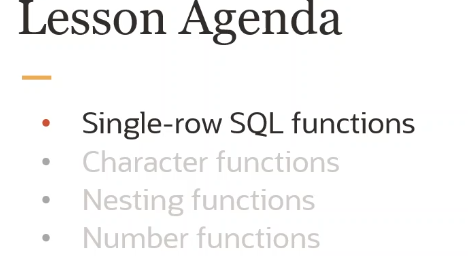 Lesson Agenda
Single-row SQL functions
Character functions
Nesting functions
Number functions